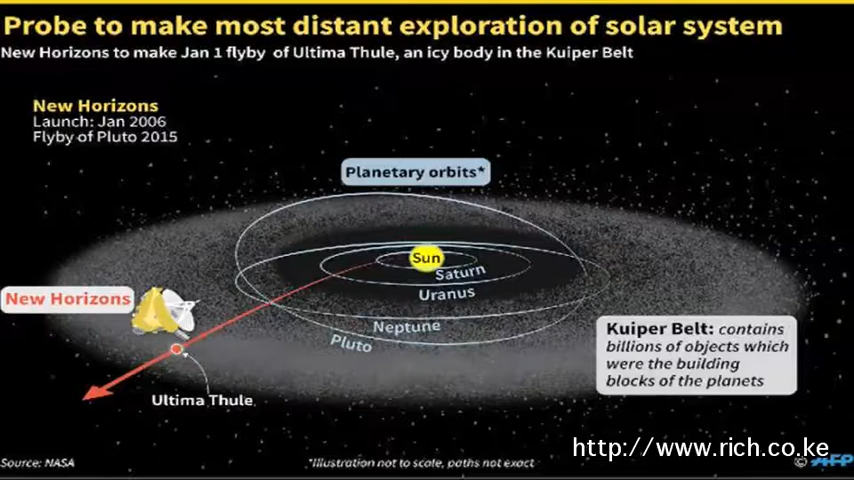 Probe to make most distant exploration of solar system
New Horizons to make Jan 1 flyby of Ultima Thule, an icy body in the Kuiper Belt
New Horizons
Launch: Jan 2006
Flyby of Pluto 2015
Planetary orbits*
Sun
Saturn
Uranus
New Horizons
Neptune
Pluto
Kuiper Belt: contains
billions of objects which
were the building
blocks of the planets
Ultima Thule
http://www.rich.co.ke
Source: NASA
*Illustration not to scale, paths not exact
© AFP